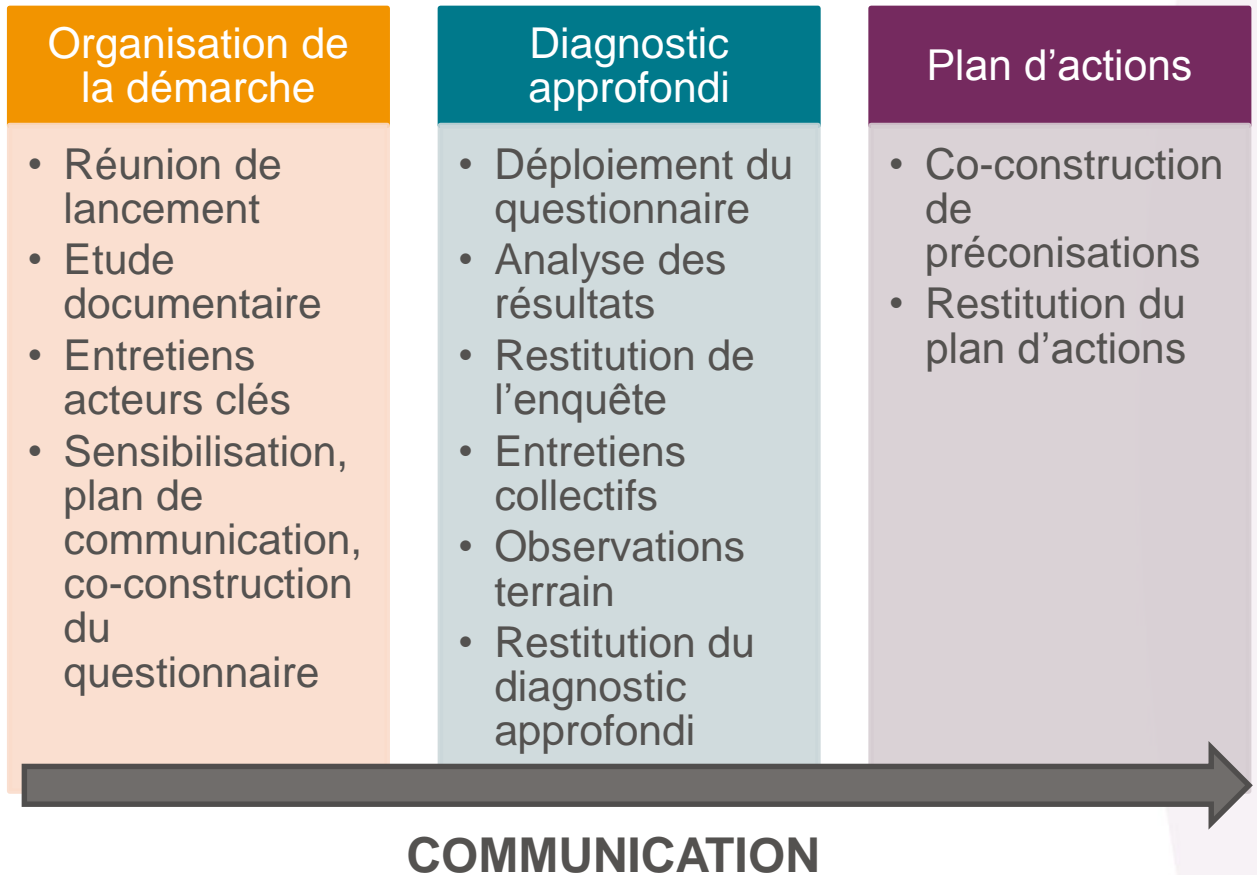 Organisation de
la démarche
• Réunion de
lancement
• Etude
documentaire
• Entretiens
acteurs clés
• Sensibilisation,
plan de
communication,
co-construction
du
questionnaire
Diagnostic
approfondi
• Déploiement du
questionnaire
• Analyse des
résultats
• Restitution de
l’enquête
• Entretiens
collectifs
• Observations
terrain
• Restitution du
diagnostic
approfondi
Plan d’actions
• Co-construction
de
préconisations
• Restitution du
plan d’actions
COMMUNICATION